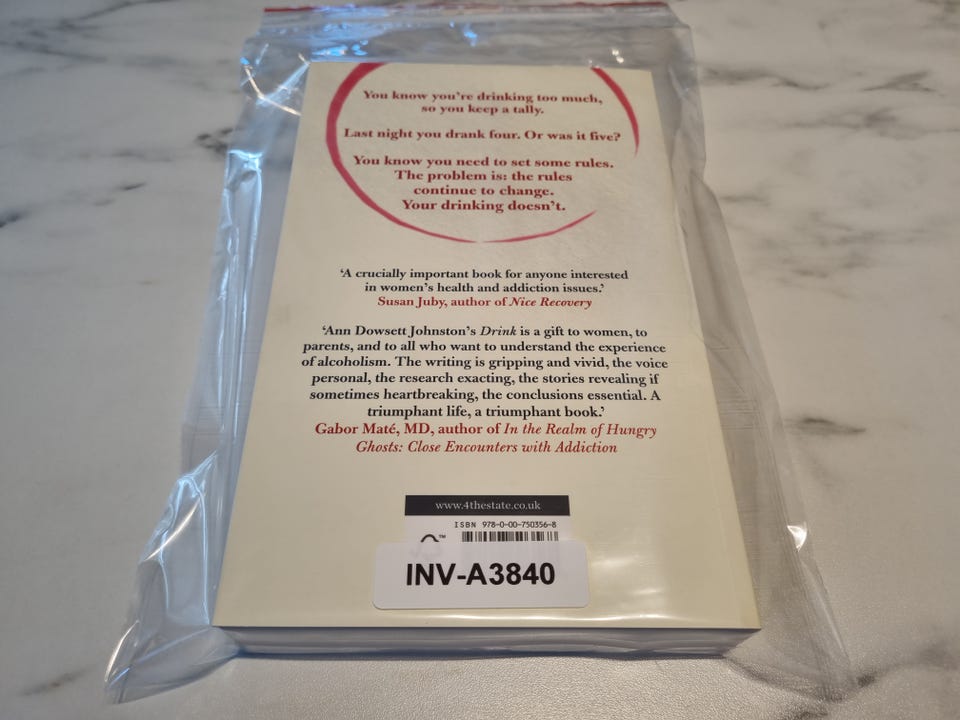 You know you're drinking too much,
so you keep a tally.
Last night you drank four. Or was it five?
You know you need to set some rules.
The problem is: the rules
continue to change.
Your drinking doesn't.
'A crucially important book for anyone interested
in women's health and addiction issues.'
Susan Juby, author of Nice Recovery
'Ann Dowsett Johnston's Drink is a gift to women, to
parents, and to all who want to understand the experience
of alcoholism. The writing is gripping and vivid, the voice
personal, the research exacting, the stories revealing if
sometimes heartbreaking, the conclusions essential. A
triumphant life, a triumphant book.'
Gabor Maté, MD, author of In the Realm of Hungry
Ghosts: Close Encounters with Addiction
www.4thestate.co.uk
ISBN 978-0-00-750356-8
TM
INV-A3840